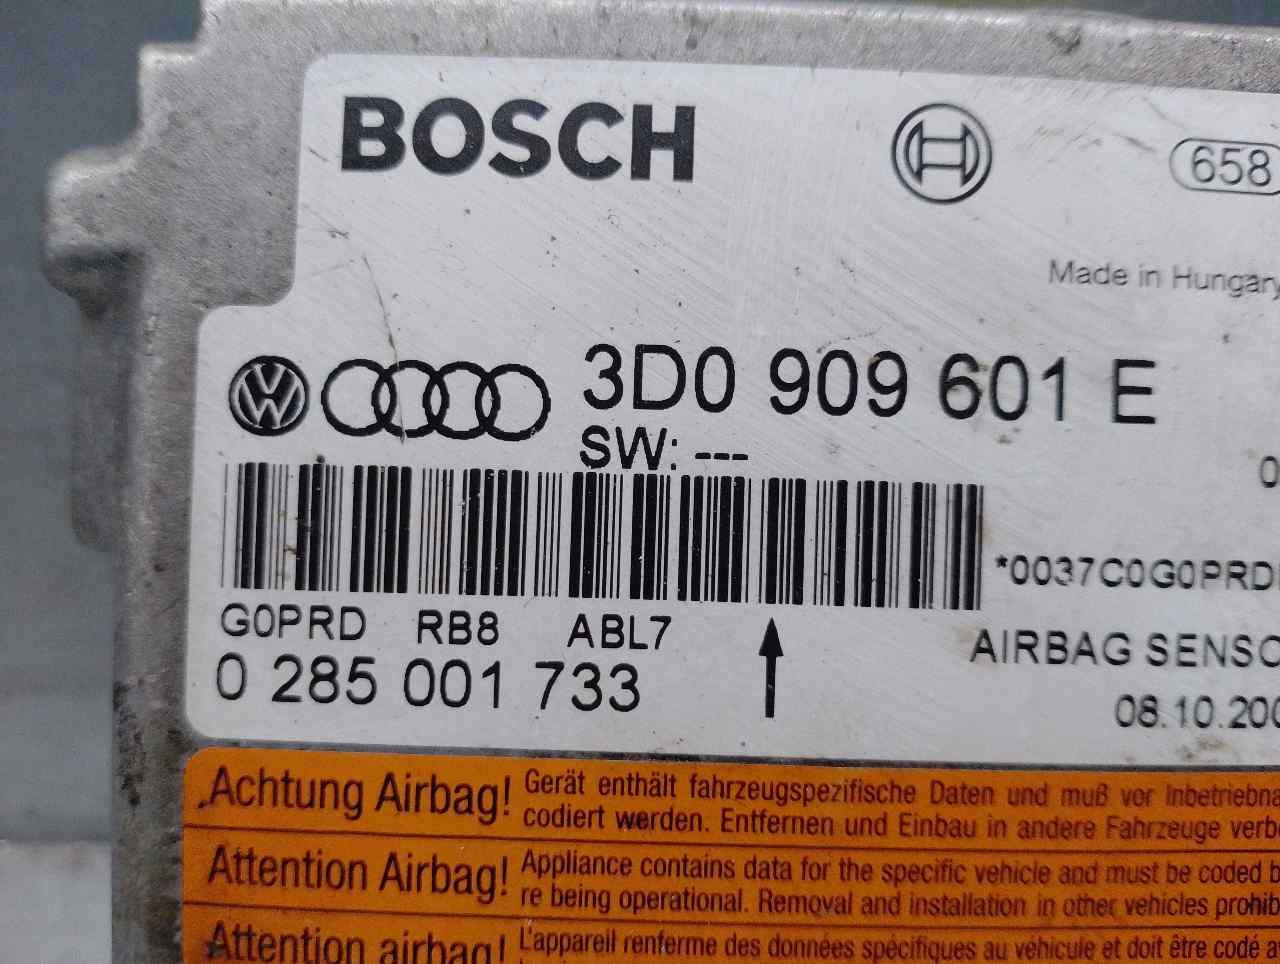 BOSCH
658
Made in Hungary
3D0 909 601 E
SW: ---
*0037C0G0PRD
G0PRD RB8 ABL7
AIRBAG SENSO
0 285 001 733
08.10.200
Achtung Airbag! Gerät enthält fahrzeugspezifische Daten und muß vor Inbetriebna
codiert werden. Entfernen und Einbau in andere Fahrzeuge verb
Attention Airbag! Appliance contains data for the specific vehicle and must be coded b
re being operational. Removal and installation in other vehicles prohib
Attention airbag! L'appareil renferme des données spécifiques au véhicule et doit être codé a